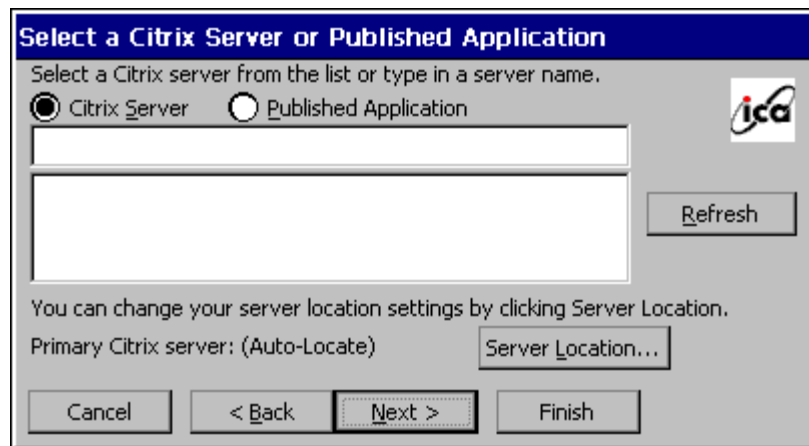 Select a Citrix Server or Published Application
Select a Citrix server from the list or type in a server name.
Citrix Server Published Application
ica
Refresh
You can change your server location settings by clicking Server Location.
Primary Citrix server: (Auto-Locate) Server Location...
Cancel < Back Next > Finish